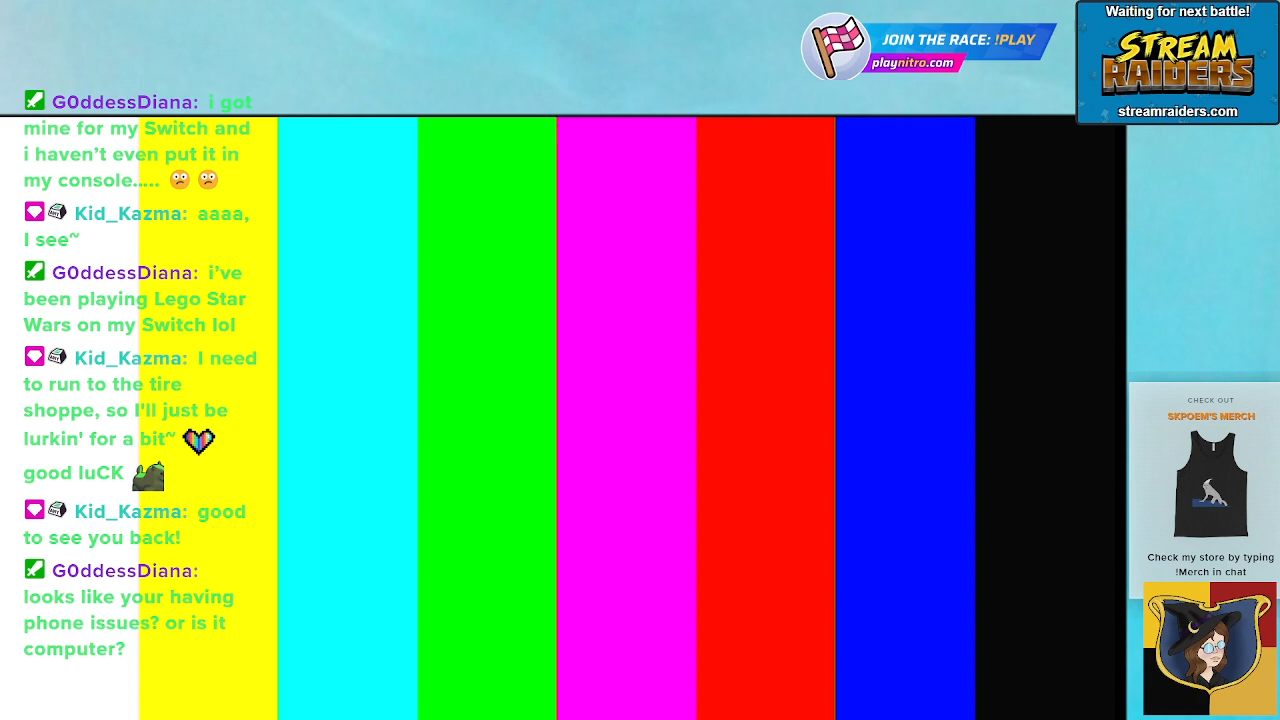 JOIN THE RACE: !PLAY
playnitro.com
Waiting for next battle!
STREAM
RAIDERS
streamraiders.com
G0ddessDiana: i got
mine for my Switch and
i haven't even put it in
my console.....
Kid_Kazma: aaaa,
I see~
G0ddessDiana: i've
been playing Lego Star
Wars on my Switch lol
Kid_Kazma: I need
to run to the tire
shoppe, so I'll just be
lurkin' for a bit~
good luCK
Kid_Kazma: good
to see you back!
G0ddessDiana:
looks like your having
phone issues? or is it
computer?
CHECK OUT
SKPOEM'S MERCH
Check my store by typing
!Merch in chat